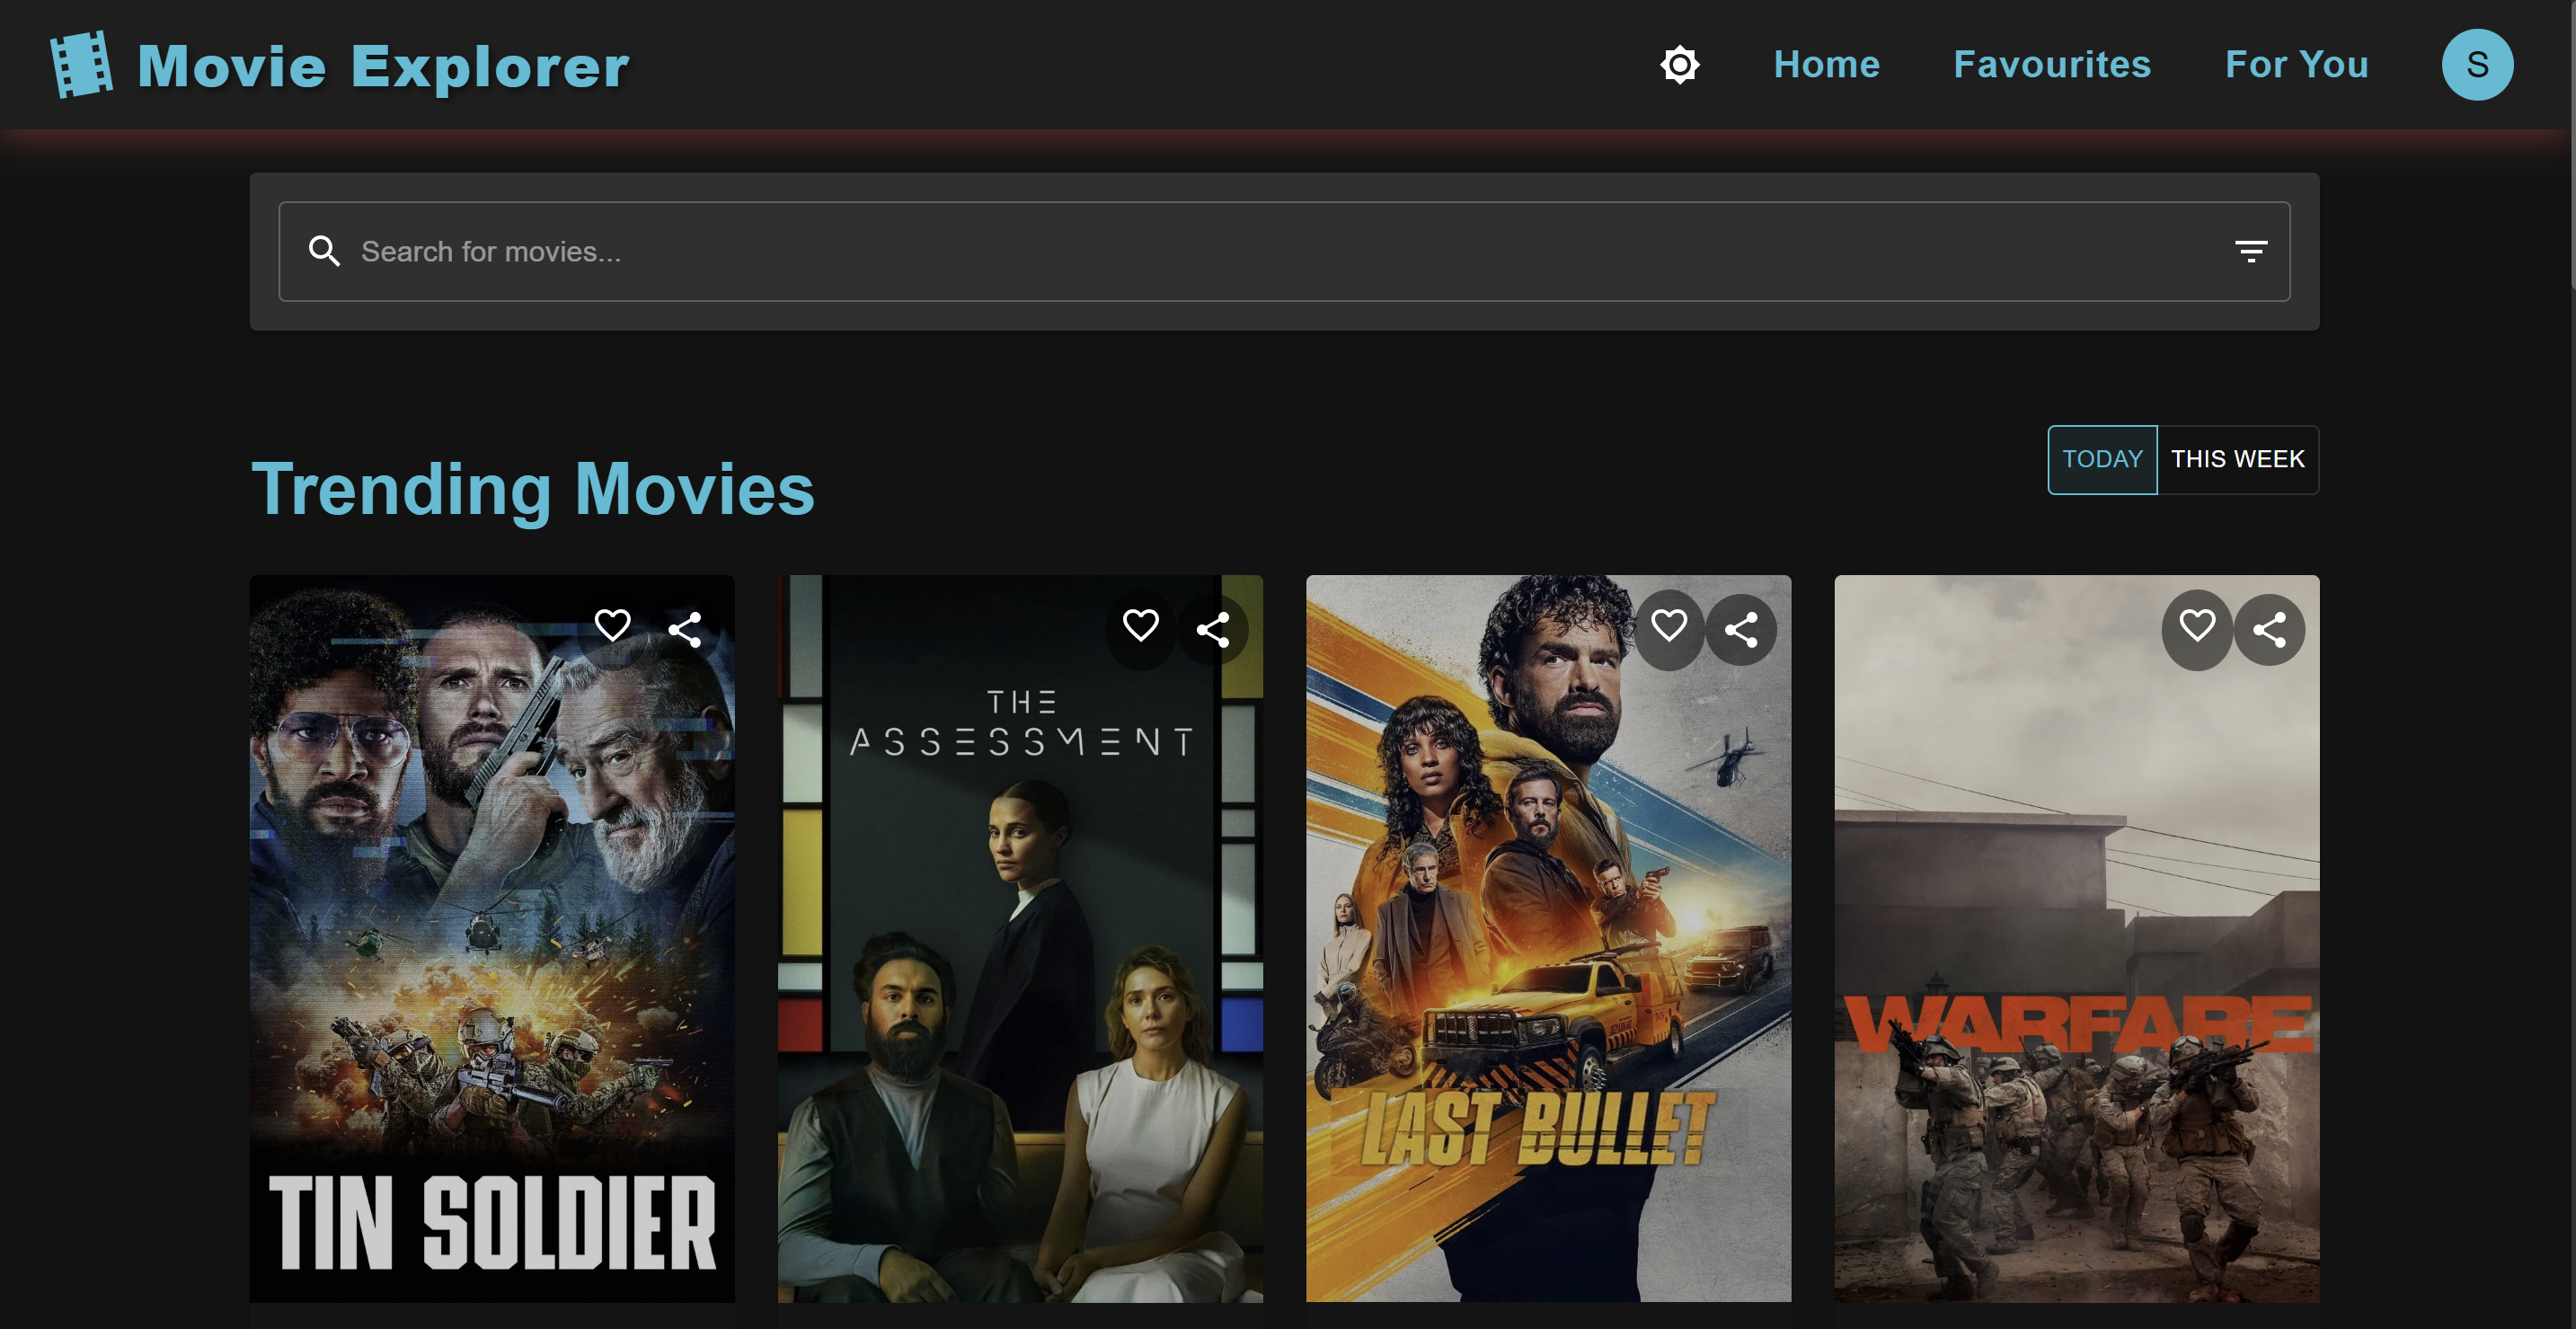 Movie Explorer
Home
Favourites
For You
S
Search for movies...
Trending Movies
TODAY
THIS WEEK
THE
ASSESSMENT
TIN SOLDIER
LAST BULLET
WARFARE